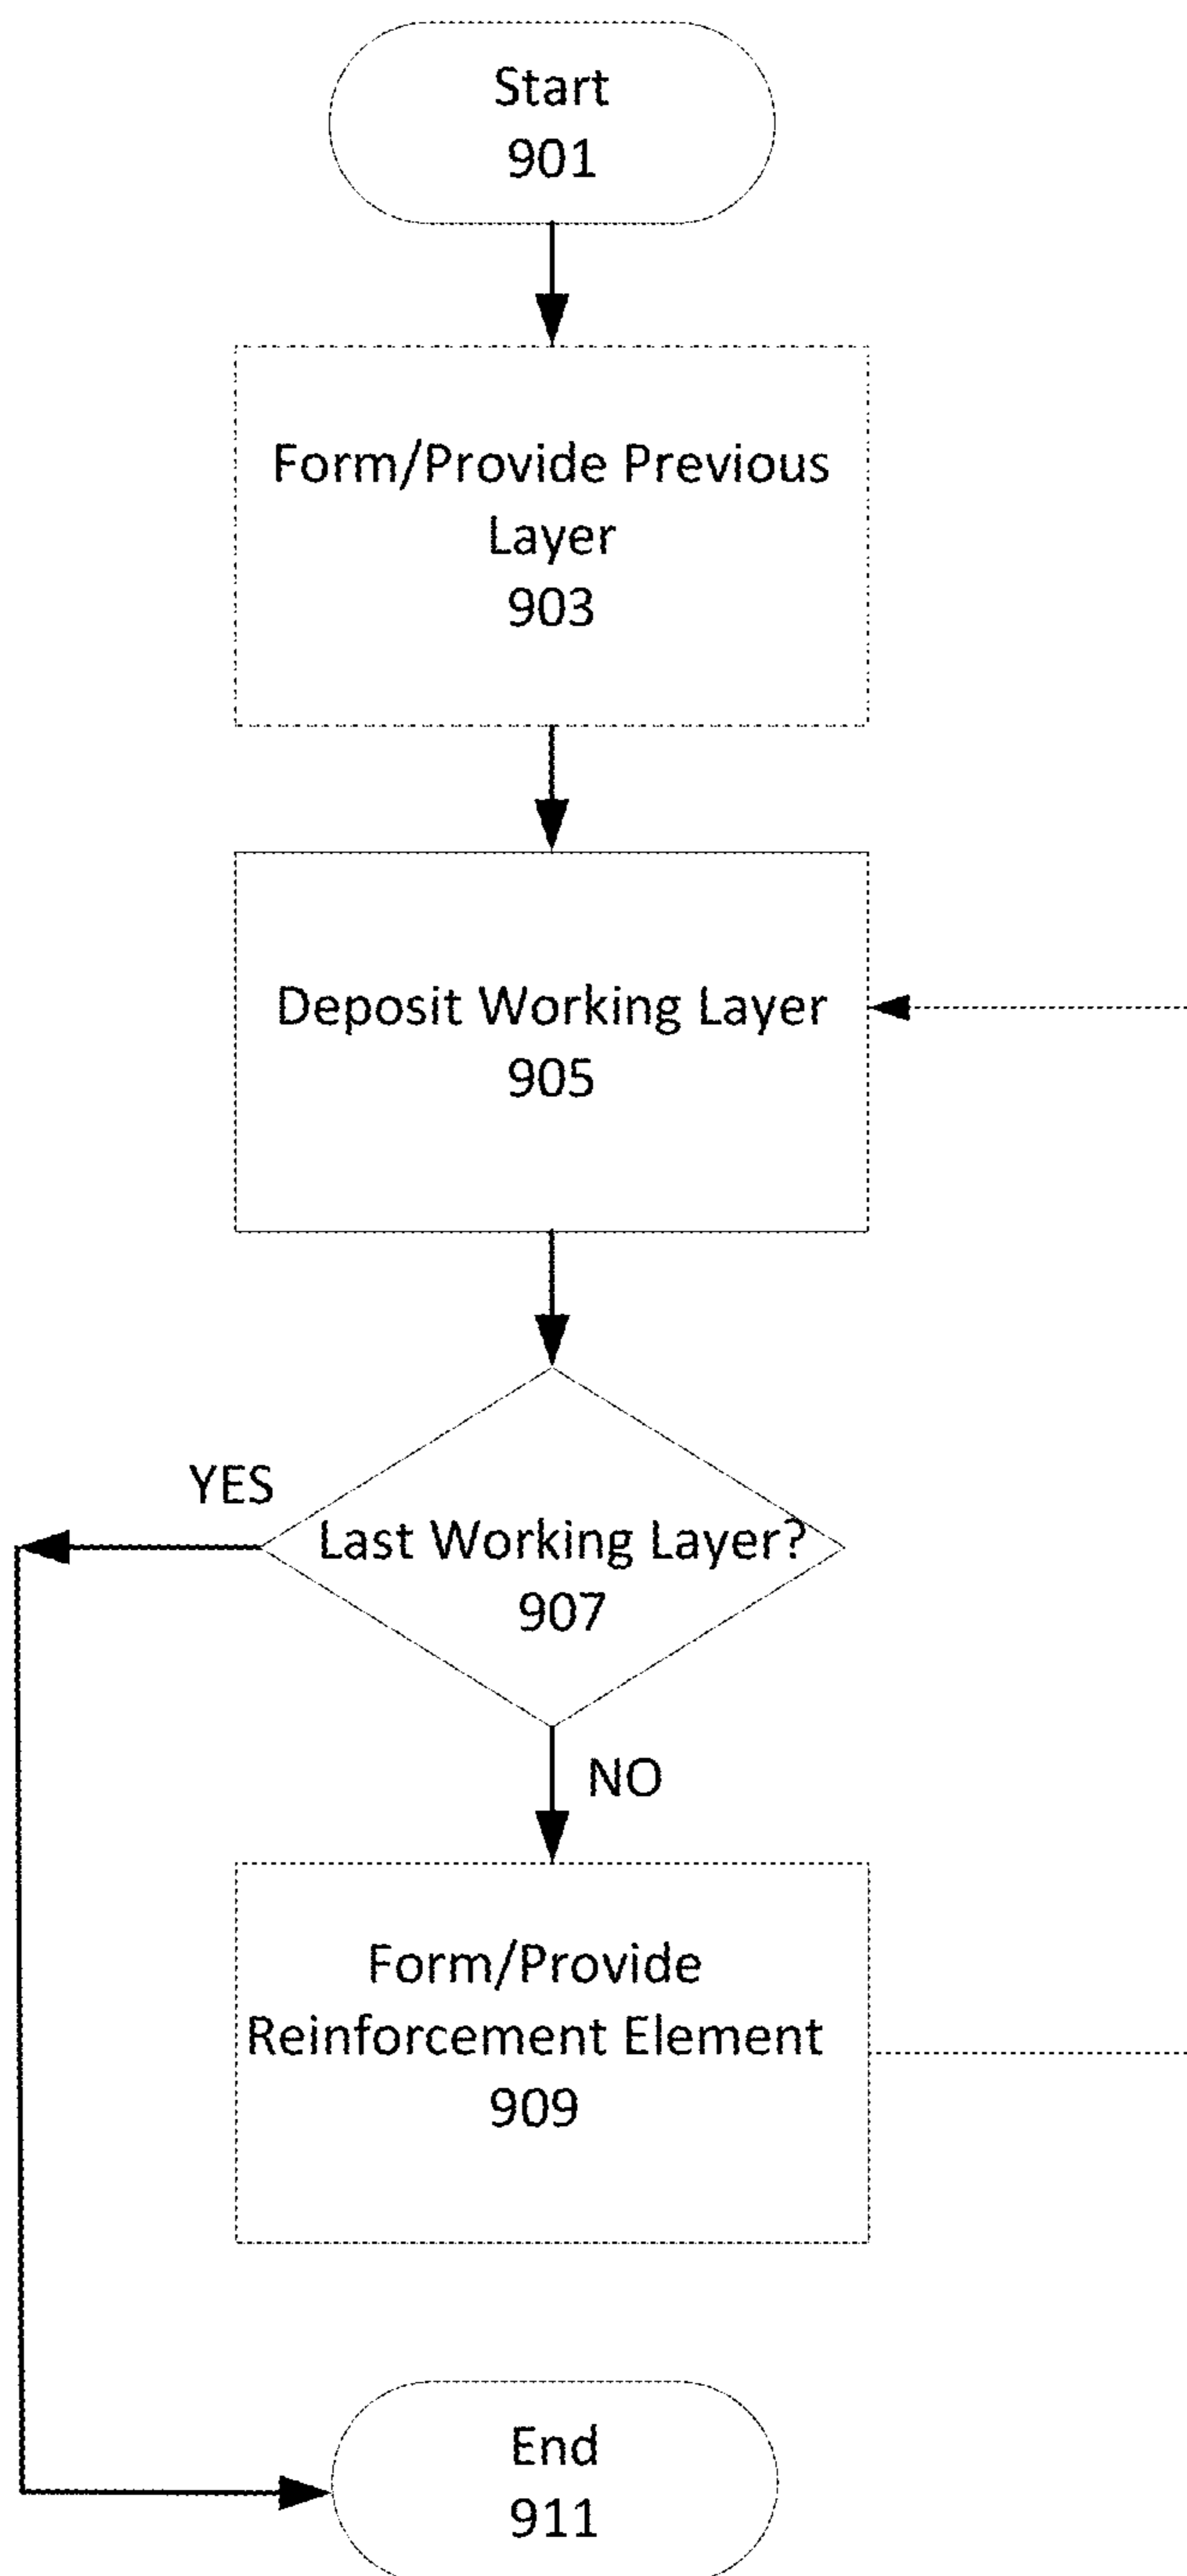 Start
901
Form/Provide Previous
Layer
903
Deposit Working Layer
905
YES
Last Working Layer?
907
NO
Form/Provide
Reinforcement Element
909
End
911